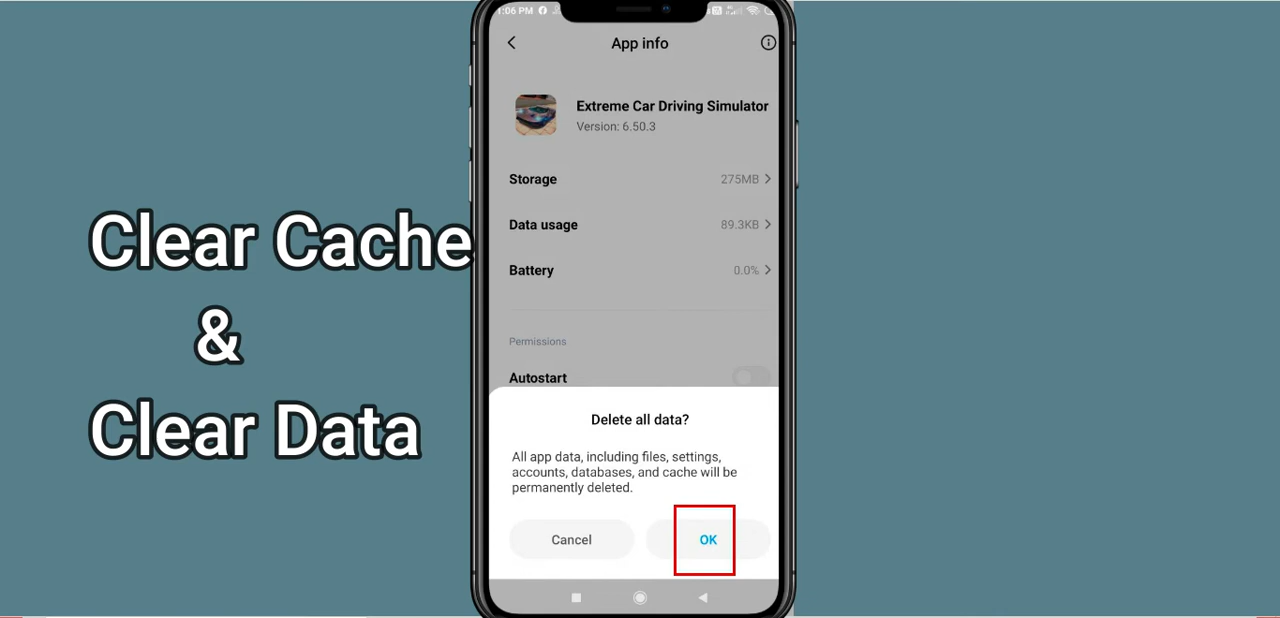 1:06 PM
App info
Extreme Car Driving Simulator
Version: 6.50.3
Storage 275MB
Data usage 89.3KB
Battery 0.0%
Permissions
Autostart
Delete all data?
All app data, including files, settings,
accounts, databases, and cache will be
permanently deleted.
Cancel OK
Clear Cache
&
Clear Data